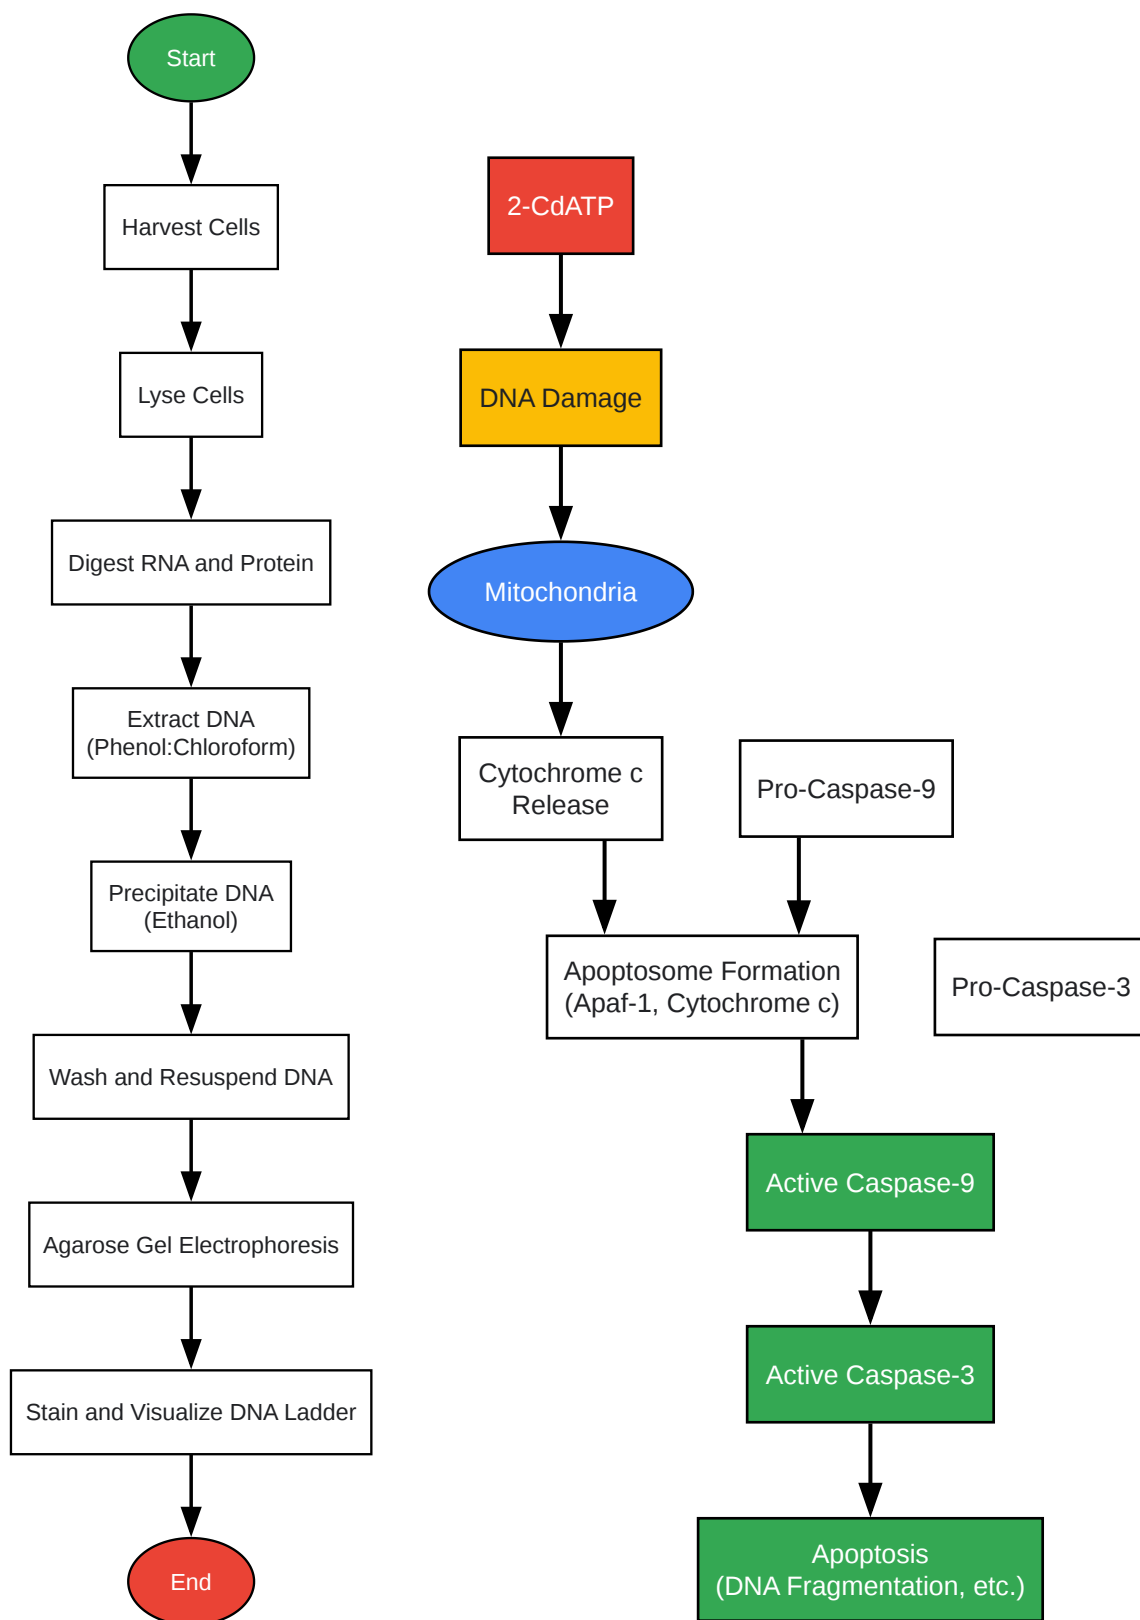 Start
Harvest Cells
Lyse Cells
Digest RNA and Protein
Extract DNA
(Phenol:Chloroform)
Precipitate DNA
(Ethanol)
Wash and Resuspend DNA
Agarose Gel Electrophoresis
Stain and Visualize DNA Ladder
End
2-CdATP
DNA Damage
Mitochondria
Cytochrome c
Release
Pro-Caspase-9
Apoptosome Formation
(Apaf-1, Cytochrome c)
Pro-Caspase-3
Active Caspase-9
Active Caspase-3
Apoptosis
(DNA Fragmentation, etc.)